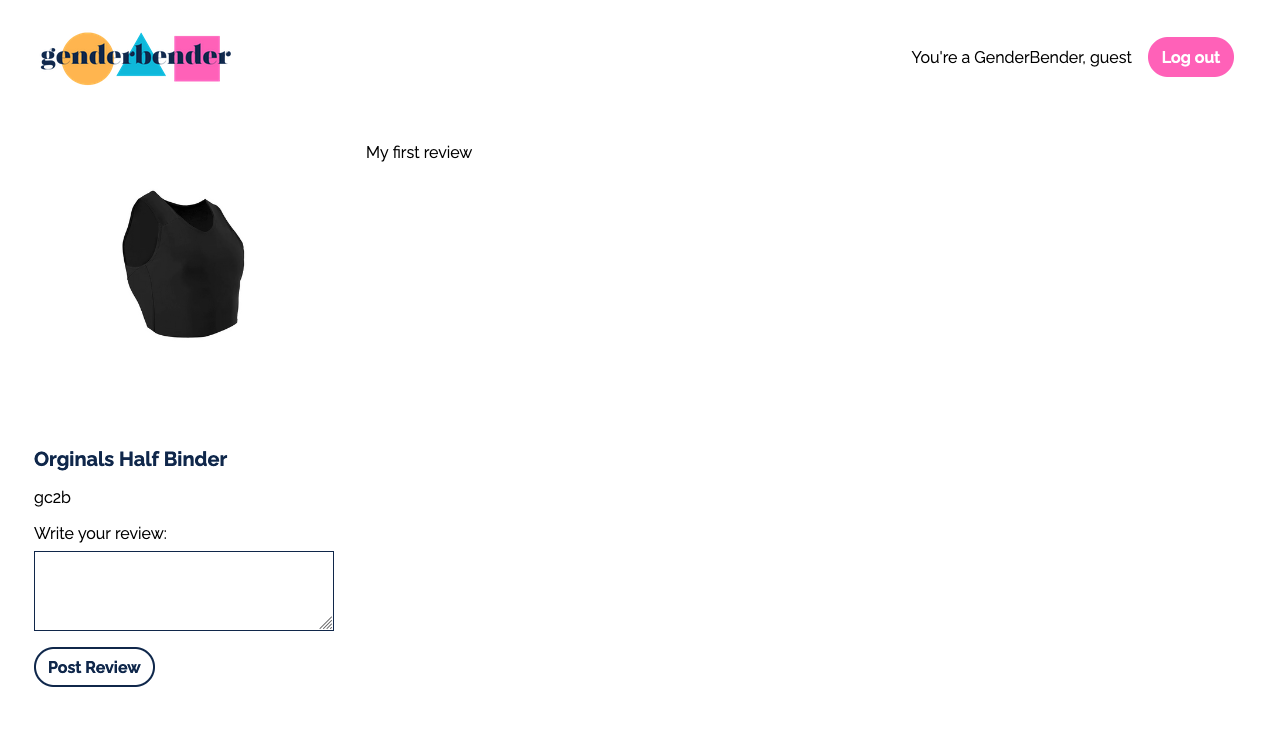 genderbender
You're a GenderBender, guest
Log out
My first review
Orginals Half Binder
gc2b
Write your review:
Post Review